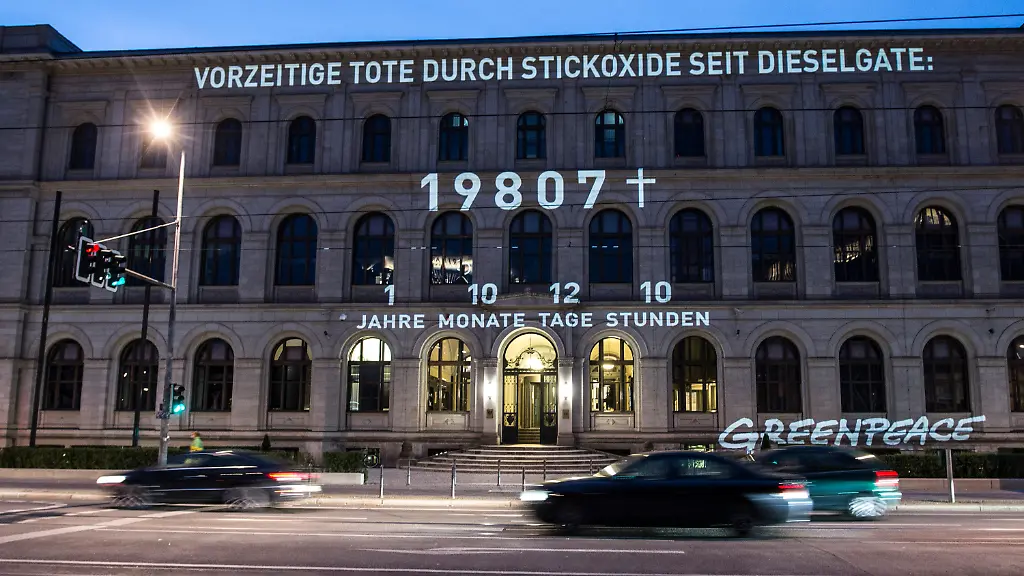 VORZEITIGE TOTE DURCH STICKOXIDE SEIT DIESELGATE:
19807✝
1 10 12 10
JAHRE MONATE TAGE STUNDEN
GREENPEACE